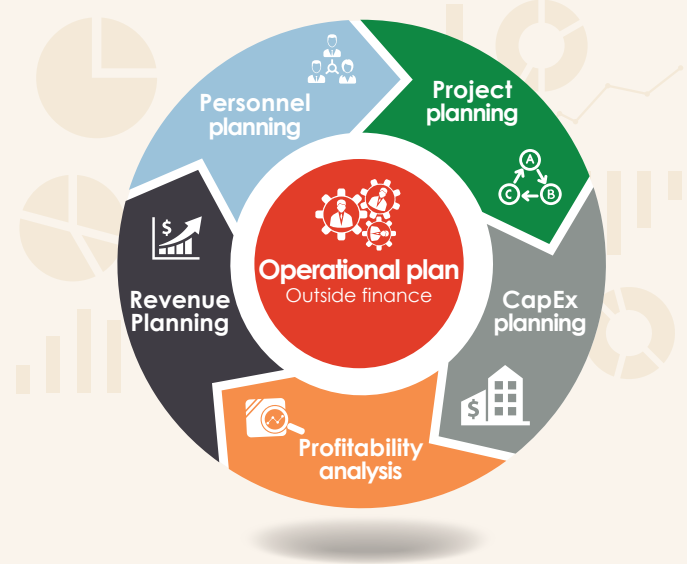 Personnel
planning
Project
planning
A
C
B
$
Operational plan
Outside finance
Revenue
Planning
CapEx
planning
$
Profitability
analysis